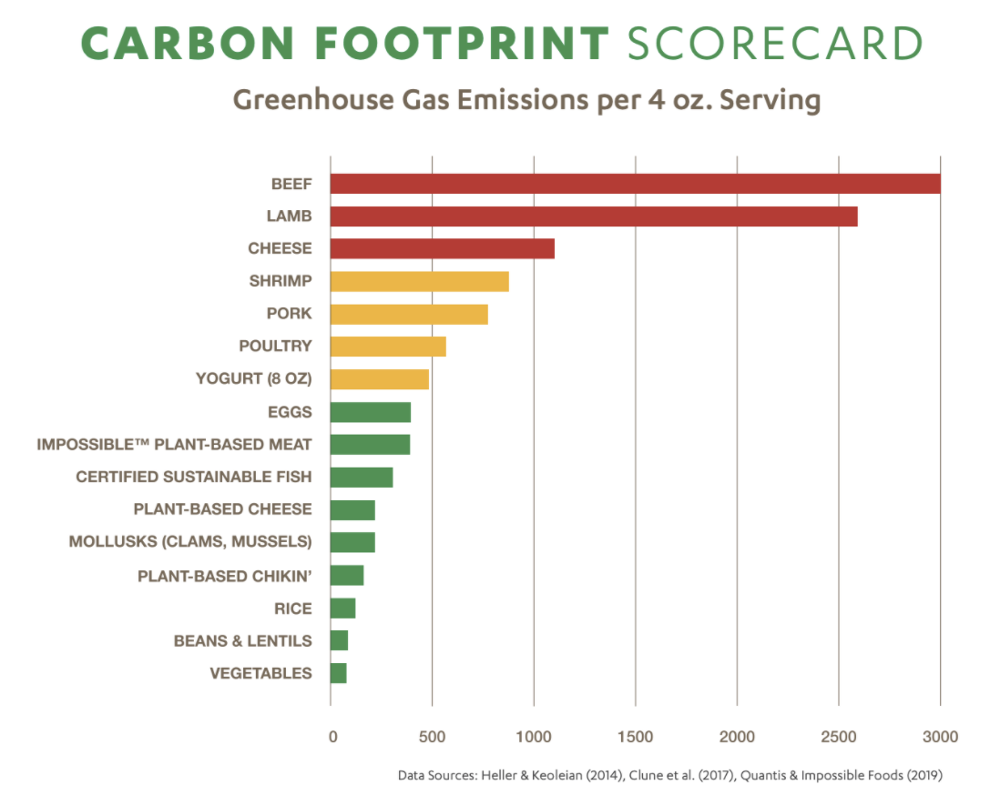 CARBON FOOTPRINT SCORECARD
Greenhouse Gas Emissions per 4 oz. Serving
BEEF
LAMB
CHEESE
SHRIMP
PORK
POULTRY
YOGURT (8 OZ)
EGGS
IMPOSSIBLE™ PLANT-BASED MEAT
CERTIFIED SUSTAINABLE FISH
PLANT-BASED CHEESE
MOLLUSKS (CLAMS, MUSSELS)
PLANT-BASED CHIKIN’
RICE
BEANS & LENTILS
VEGETABLES
0 500 1000 1500 2000 2500 3000
Data Sources: Heller & Keoleian (2014), Clune et al. (2017), Quantis & Impossible Foods (2019)